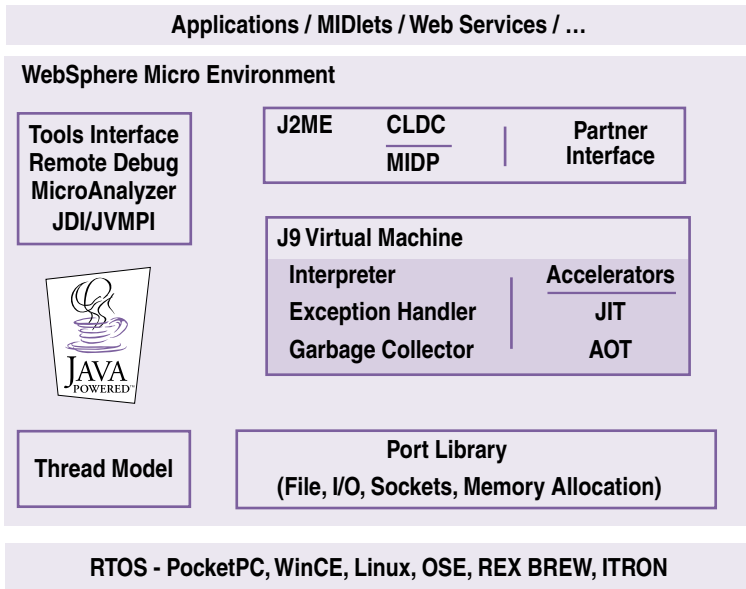 Applications / MIDlets / Web Services / …
WebSphere Micro Environment
Tools Interface
Remote Debug
MicroAnalyzer
JDI/JVMPI
J2ME
CLDC
MIDP
Partner
Interface
J9 Virtual Machine
Interpreter
Exception Handler
Garbage Collector
Accelerators
JIT
AOT
JAVA
POWERED™
Thread Model
Port Library
(File, I/O, Sockets, Memory Allocation)
RTOS - PocketPC, WinCE, Linux, OSE, REX BREW, ITRON